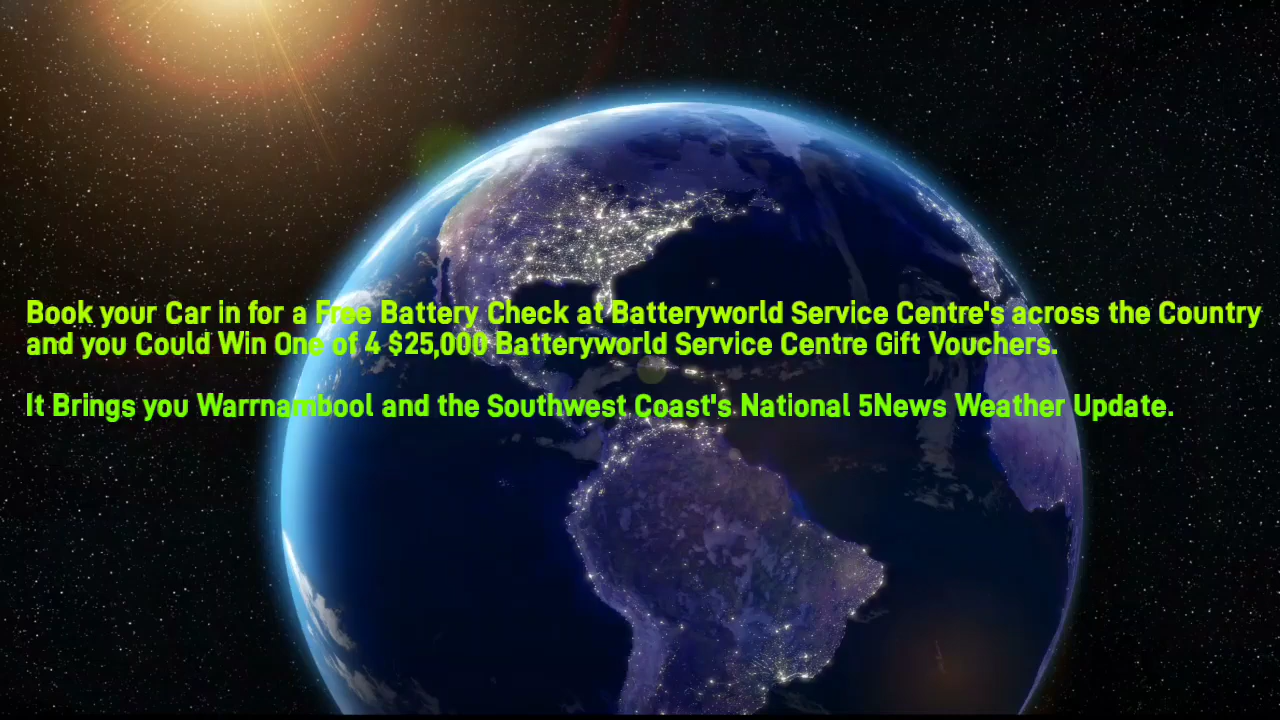 Book your Car in for a Free Battery Check at Batteryworld Service Centre's across the Country
and you Could Win One of 4 $25,000 Batteryworld Service Centre Gift Vouchers.
It Brings you Warrnambool and the Southwest Coast's National 5News Weather Update.